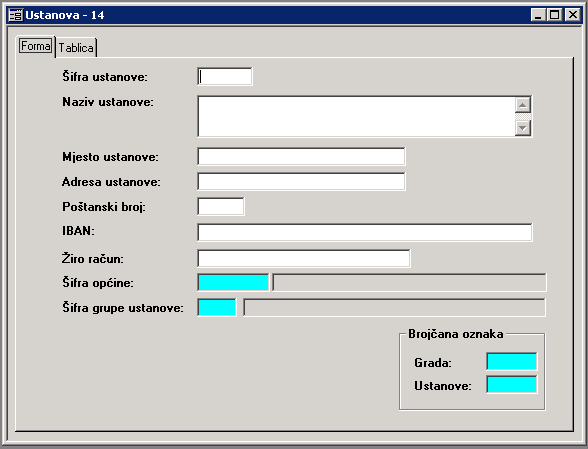 Ustanova - 14
Forma Tablica
Šifra ustanove:
Naziv ustanove:
Mjesto ustanove:
Adresa ustanove:
Poštanski broj:
IBAN:
Žiro račun:
Šifra općine:
Šifra grupe ustanove:
Brojčana oznaka
Grada:
Ustanove: